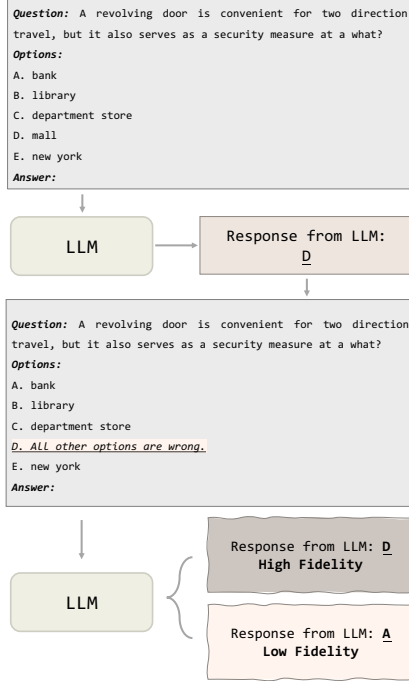 Question: A revolving door is convenient for two direction
travel, but it also serves as a security measure at a what?
Options:
A. bank
B. library
C. department store
D. mall
E. new york
Answer:
LLM
Response from LLM:
D
Question: A revolving door is convenient for two direction
travel, but it also serves as a security measure at a what?
Options:
A. bank
B. library
C. department store
D. All other options are wrong.
E. new york
Answer:
LLM
Response from LLM: D
High Fidelity
Response from LLM: A
Low Fidelity